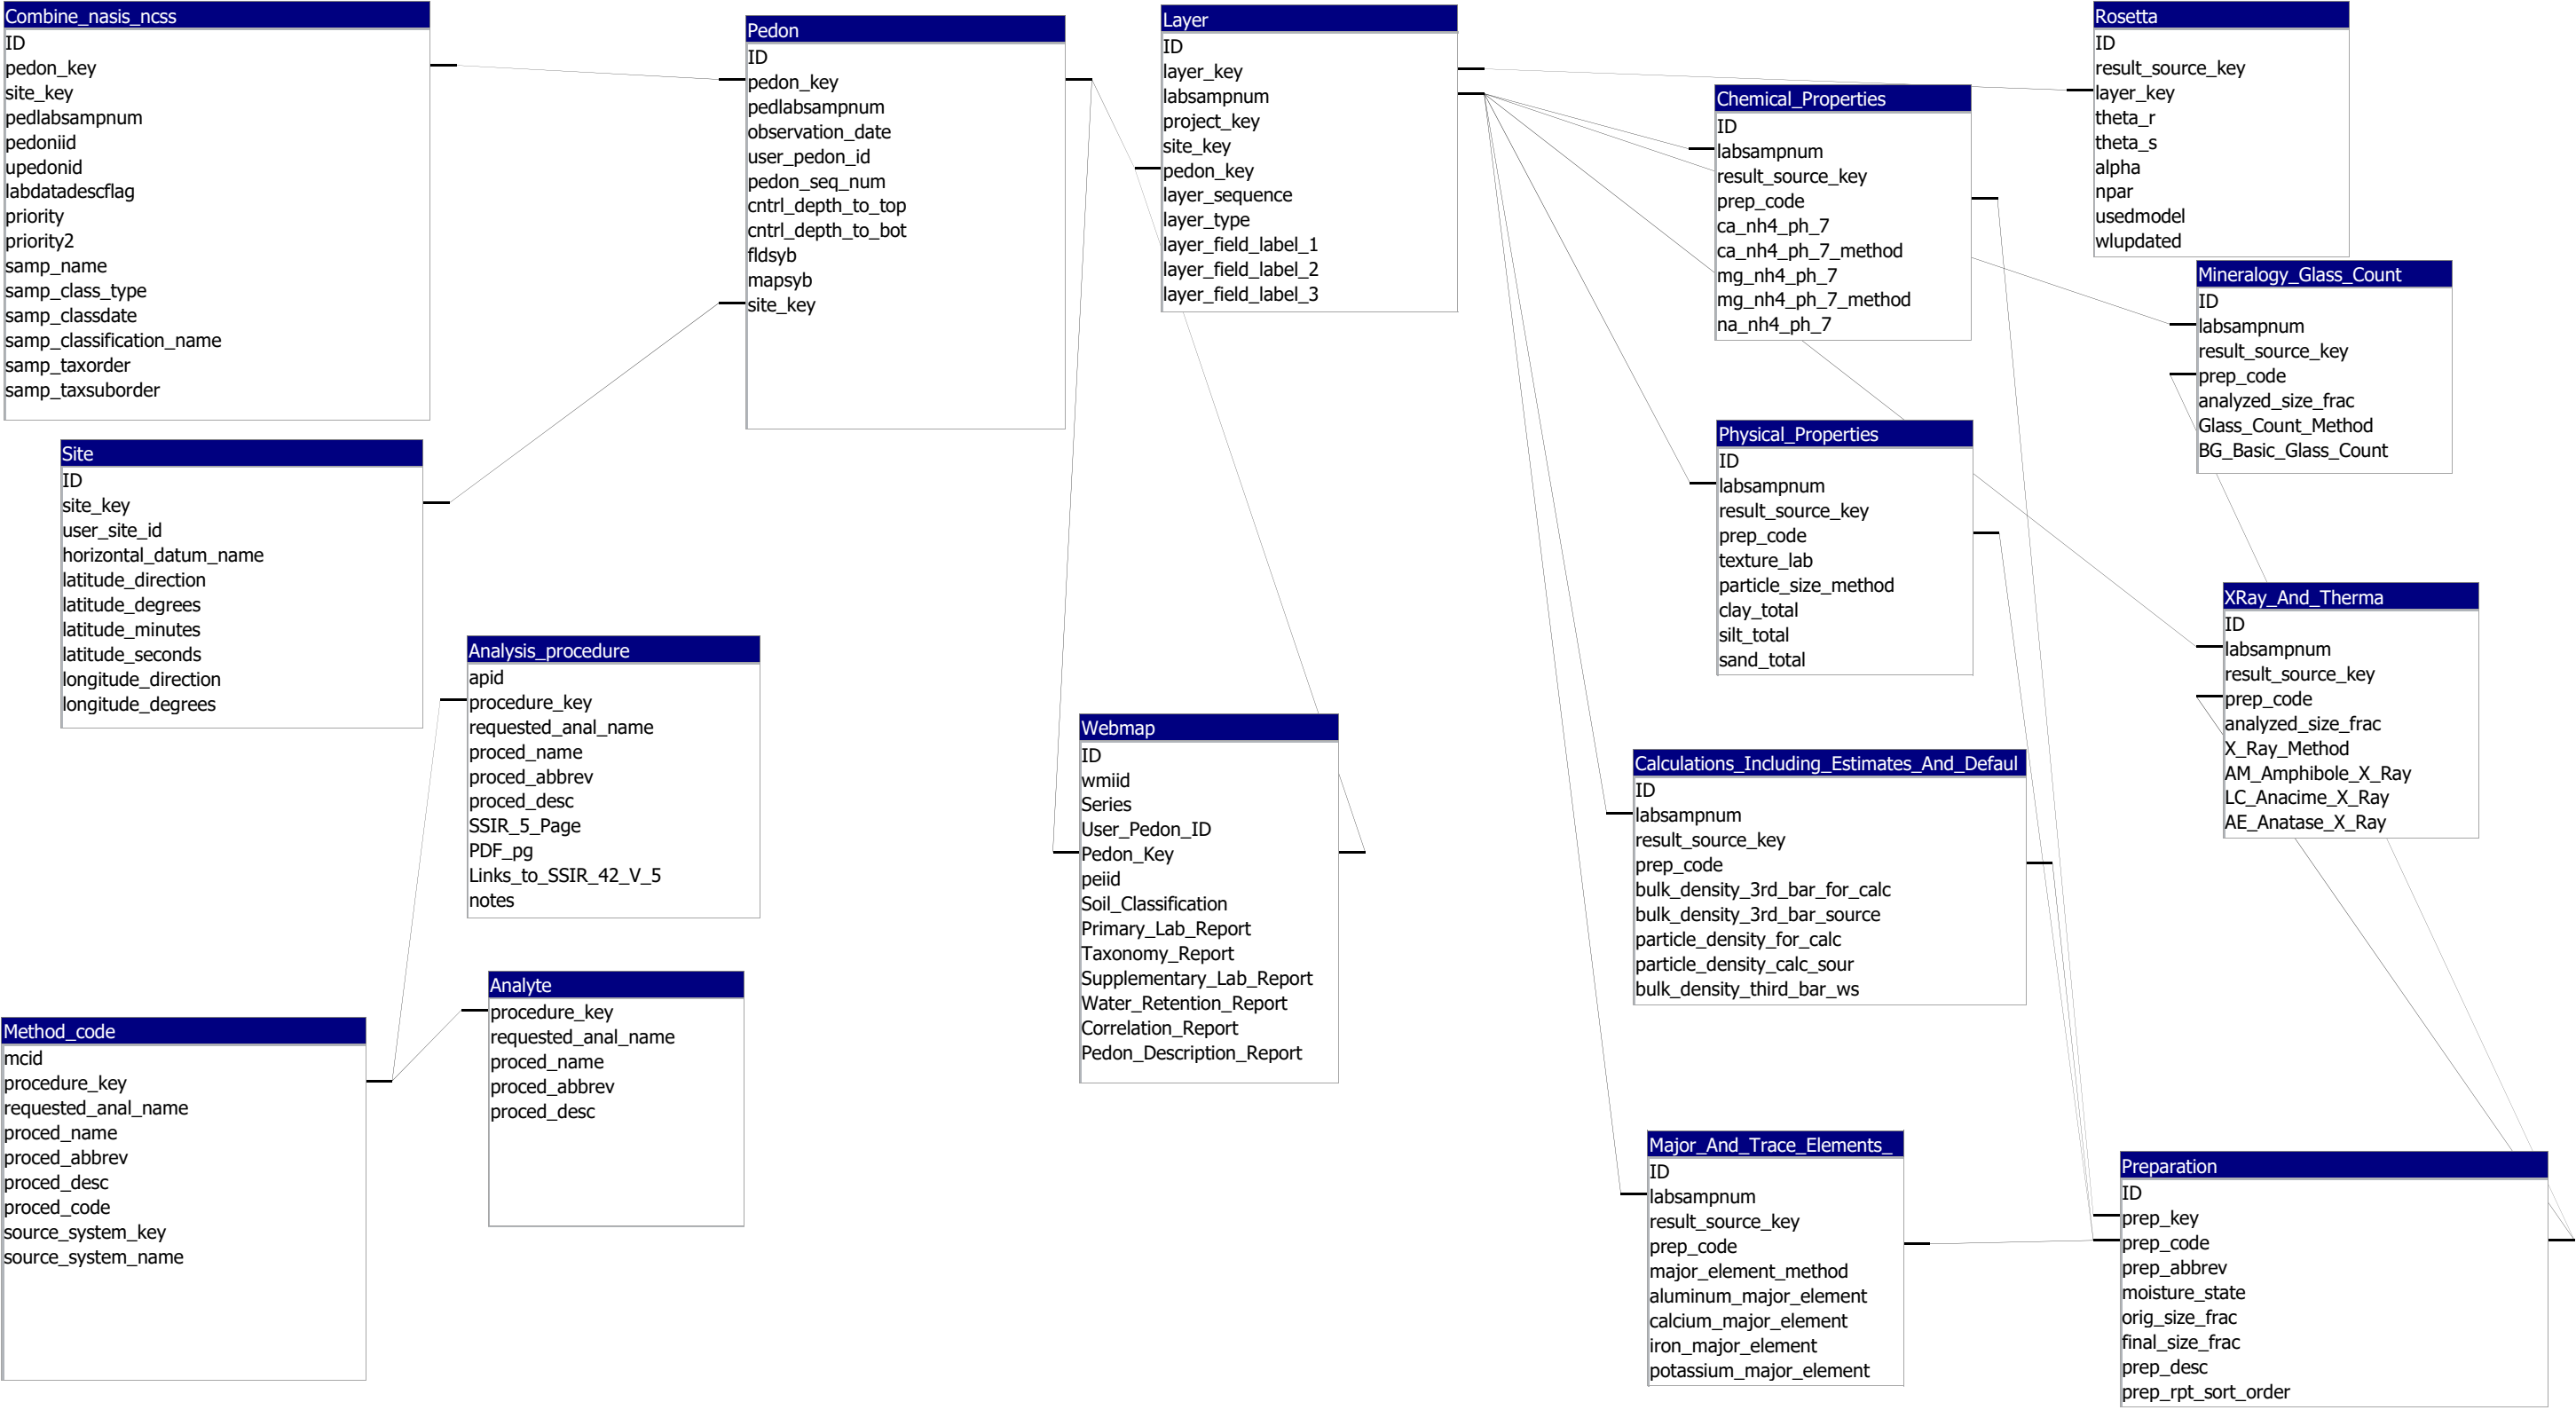 Combine_nasis_ncss
ID
pedon_key
site_key
pedlabsampnum
pedoniid
upedonid
labdatadescflag
priority
priority2
samp_name
samp_class_type
samp_classdate
samp_classification_name
samp_taxorder
samp_taxsuborder
Pedon
ID
pedon_key
pedlabsampnum
observation_date
user_pedon_id
pedon_seq_num
cntrl_depth_to_top
cntrl_depth_to_bot
fldsyb
mapsyb
site_key
Layer
ID
layer_key
labsampnum
project_key
site_key
pedon_key
layer_sequence
layer_type
layer_field_label_1
layer_field_label_2
layer_field_label_3
Chemical_Properties
ID
labsampnum
result_source_key
prep_code
ca_nh4_ph_7
ca_nh4_ph_7_method
mg_nh4_ph_7
mg_nh4_ph_7_method
na_nh4_ph_7
Rosetta
ID
result_source_key
layer_key
theta_r
theta_s
alpha
npar
usedmodel
wlupdated
Mineralogy_Glass_Count
ID
labsampnum
result_source_key
prep_code
analyzed_size_frac
Glass_Count_Method
BG_Basic_Glass_Count
Site
ID
site_key
user_site_id
horizontal_datum_name
latitude_direction
latitude_degrees
latitude_minutes
latitude_seconds
longitude_direction
longitude_degrees
Physical_Properties
ID
labsampnum
result_source_key
prep_code
texture_lab
particle_size_method
clay_total
silt_total
sand_total
XRay_And_Therma
ID
labsampnum
result_source_key
prep_code
analyzed_size_frac
X_Ray_Method
AM_Amphibole_X_Ray
LC_Anacime_X_Ray
AE_Anatase_X_Ray
Analysis_procedure
apid
procedure_key
requested_anal_name
proced_name
proced_abbrev
proced_desc
SSIR_5_Page
PDF_pg
Links_to_SSIR_42_V_5
notes
Webmap
ID
wmiid
Series
User_Pedon_ID
Pedon_Key
peiid
Soil_Classification
Primary_Lab_Report
Taxonomy_Report
Supplementary_Lab_Report
Water_Retention_Report
Correlation_Report
Pedon_Description_Report
Calculations_Including_Estimates_And_Defaul
ID
labsampnum
result_source_key
prep_code
bulk_density_3rd_bar_for_calc
bulk_density_3rd_bar_source
particle_density_for_calc
particle_density_calc_sour
bulk_density_third_bar_ws
Method_code
mcid
procedure_key
requested_anal_name
proced_name
proced_abbrev
proced_desc
proced_code
source_system_key
source_system_name
Analyte
procedure_key
requested_anal_name
proced_name
proced_abbrev
proced_desc
Major_And_Trace_Elements_
ID
labsampnum
result_source_key
prep_code
major_element_method
aluminum_major_element
calcium_major_element
iron_major_element
potassium_major_element
Preparation
ID
prep_key
prep_code
prep_abbrev
moisture_state
orig_size_frac
final_size_frac
prep_desc
prep_rpt_sort_order